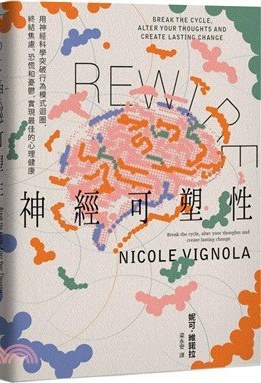 BREAK THE CYCLE,
ALTER YOUR THOUGHTS AND
CREATE LASTING CHANGE
用神經科學突破行為模式迴圈,
終結焦慮、恐慌和憂鬱,實現最佳的心理健康
REWIRE
神經可塑性
Break the cycle, alter your thoughts and
create lasting change
NICOLE VIGNOLA
妮可・維諾拉